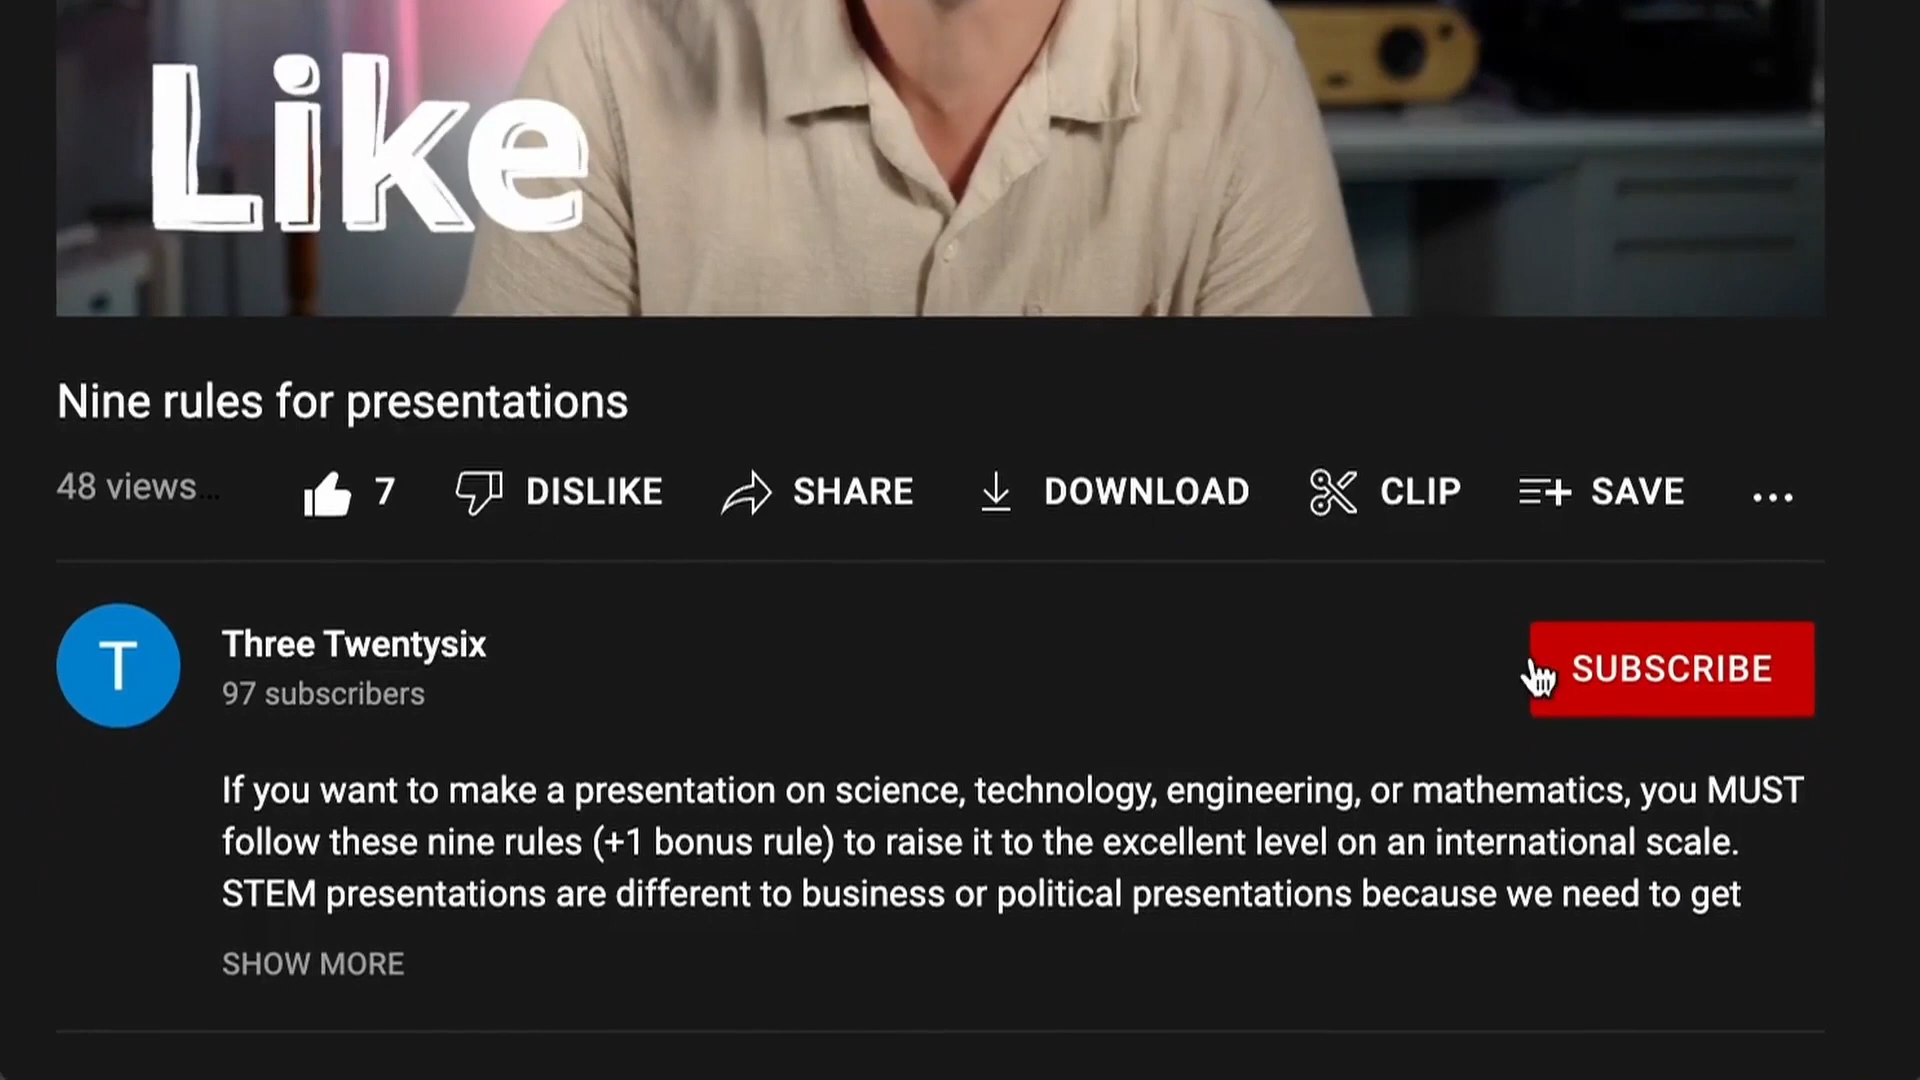 Like
Nine rules for presentations
48 views...
7
DISLIKE
SHARE
DOWNLOAD
CLIP
SAVE
T
Three Twentysix
97 subscribers
SUBSCRIBE
If you want to make a presentation on science, technology, engineering, or mathematics, you MUST
follow these nine rules (+1 bonus rule) to raise it to the excellent level on an international scale.
STEM presentations are different to business or political presentations because we need to get
SHOW MORE